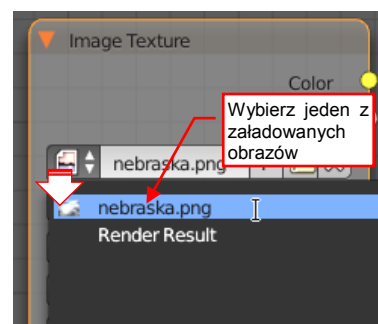 Image Texture
Color
Wybierz jeden z
załadowanych
obrazów
nebraska.png
nebraska.png
Render Result